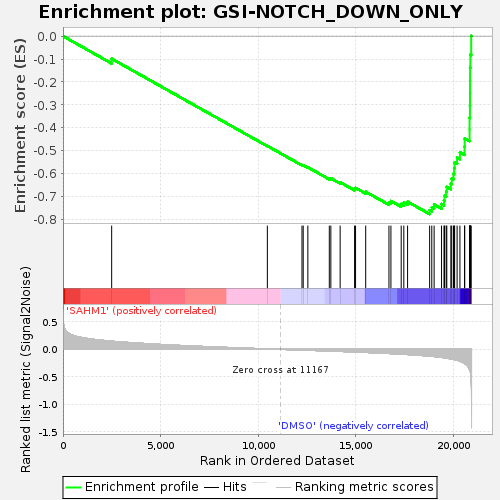 Enrichment plot: GSI-NOTCH_DOWN_ONLY
Enrichment score (ES)
0.0
-0.1
-0.2
-0.3
-0.4
-0.5
-0.6
-0.7
-0.8
Ranked list metric (Signal2Noise)
'SAHM1' (positively correlated)
0.5
0.0
-0.5
-1.0
-1.5
Zero cross at 11167
'DMSO' (negatively correlated)
0
5,000
10,000
15,000
20,000
Rank in Ordered Dataset
Enrichment profile
Hits
Ranking metric scores